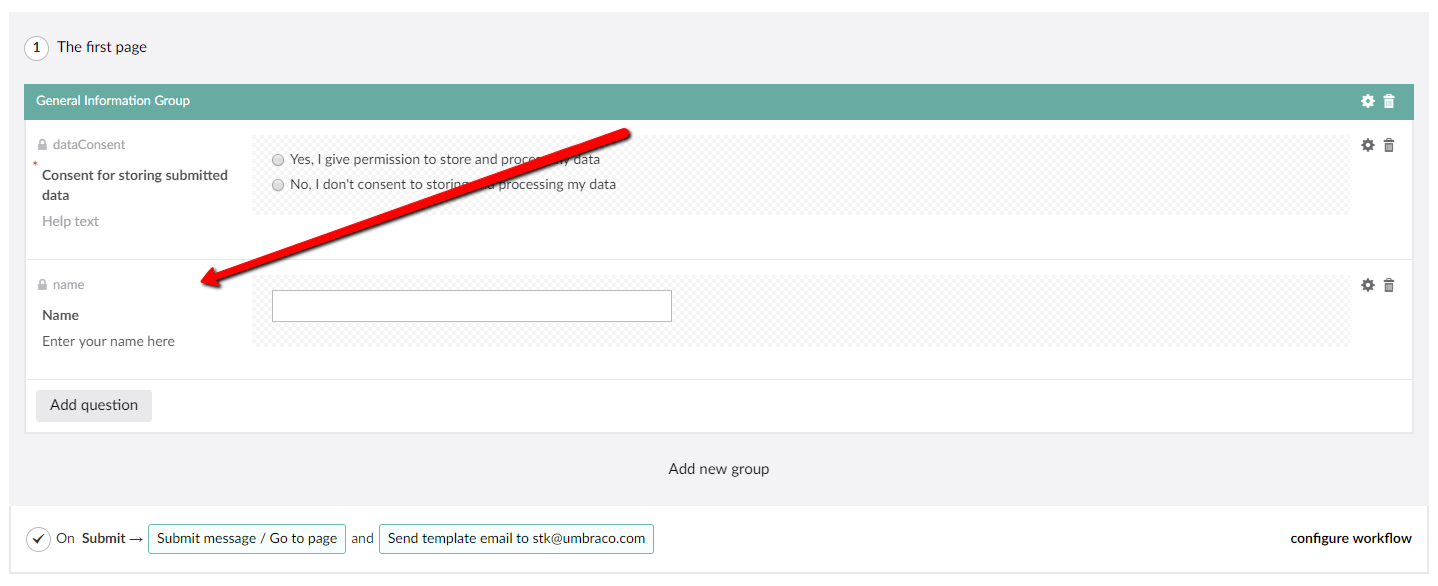 1 The first page
General Information Group
dataConsent
* Consent for storing submitted
data
Help text
Yes, I give permission to store and process my data
No, I don't consent to storing and processing my data
name
Name
Enter your name here
Add question
Add new group
On Submit → Submit message / Go to page and Send template email to stk@umbraco.com configure workflow